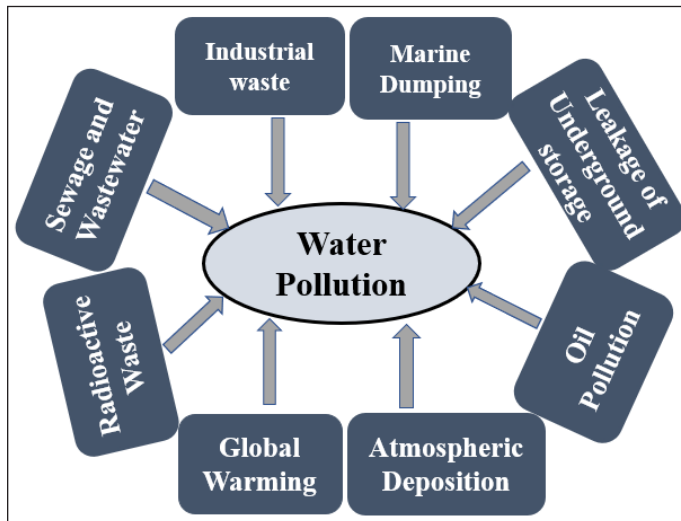 Industrial
waste
Marine
Dumping
Leakage of
Underground
storage
Sewage and
Wastewater
Water
Pollution
Oil
Pollution
Radioactive
Waste
Global
Warming
Atmospheric
Deposition